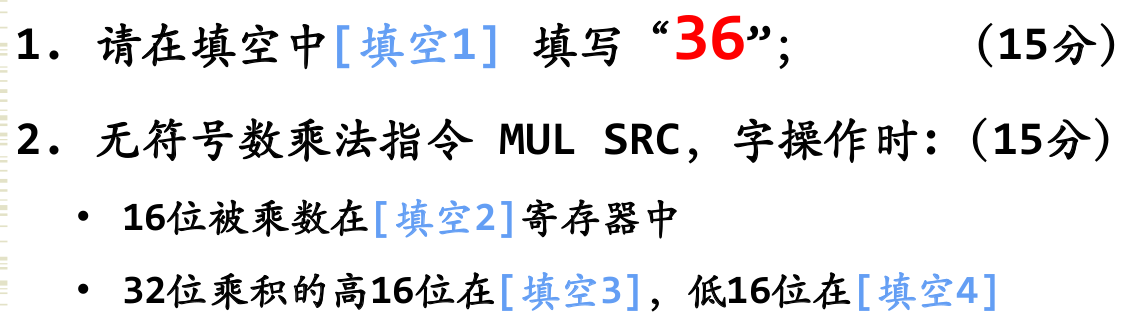 1. 请在填空中[填空1] 填写“36”; (15分)
2. 无符号数乘法指令 MUL SRC, 字操作时:(15分)
• 16位被乘数在[填空2]寄存器中
• 32位乘积的高16位在[填空3], 低16位在[填空4]